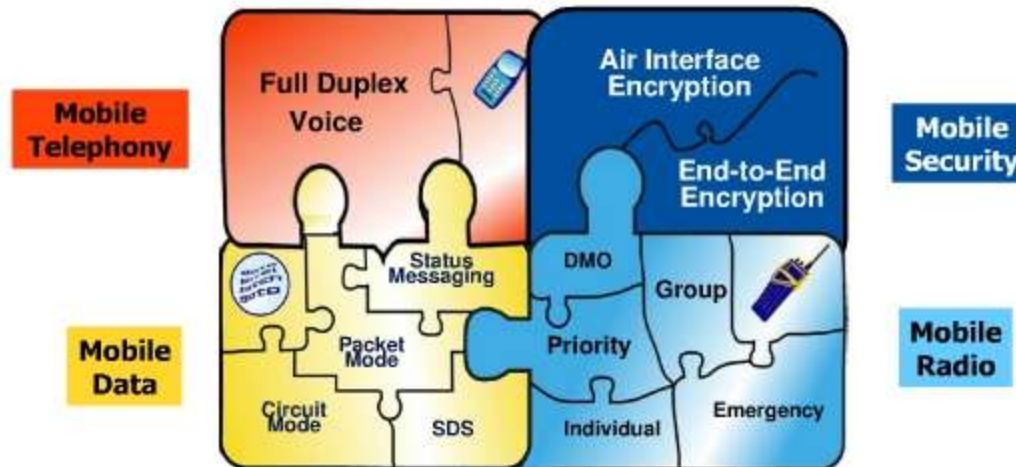 Mobile
Telephony
Full Duplex
Voice
Air Interface
Encryption
End-to-End
Encryption
Mobile
Security
Mobile
Data
Status
Messaging
Packet
Mode
Circuit
Mode
SDS
DMO
Group
Priority
Individual
Emergency
Mobile
Radio